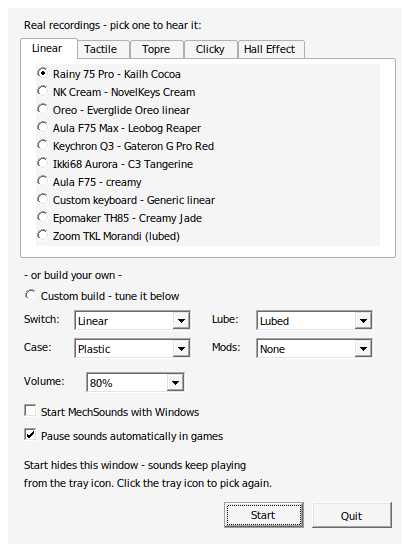 Real recordings - pick one to hear it:
Linear Tactile Topre Clicky Hall Effect
Rainy 75 Pro - Kailh Cocoa
NK Cream - NovelKeys Cream
Oreo - Everglide Oreo linear
Aula F75 Max - Leobog Reaper
Keychron Q3 - Gateron G Pro Red
Ikki68 Aurora - C3 Tangerine
Aula F75 - creamy
Custom keyboard - Generic linear
Epomaker TH85 - Creamy Jade
Zoom TKL Morandi (lubed)
- or build your own -
Custom build - tune it below
Switch: Linear Lube: Lubed
Case: Plastic Mods: None
Volume: 80%
Start MechSounds with Windows
Pause sounds automatically in games
Start hides this window - sounds keep playing
from the tray icon. Click the tray icon to pick again.
Start Quit